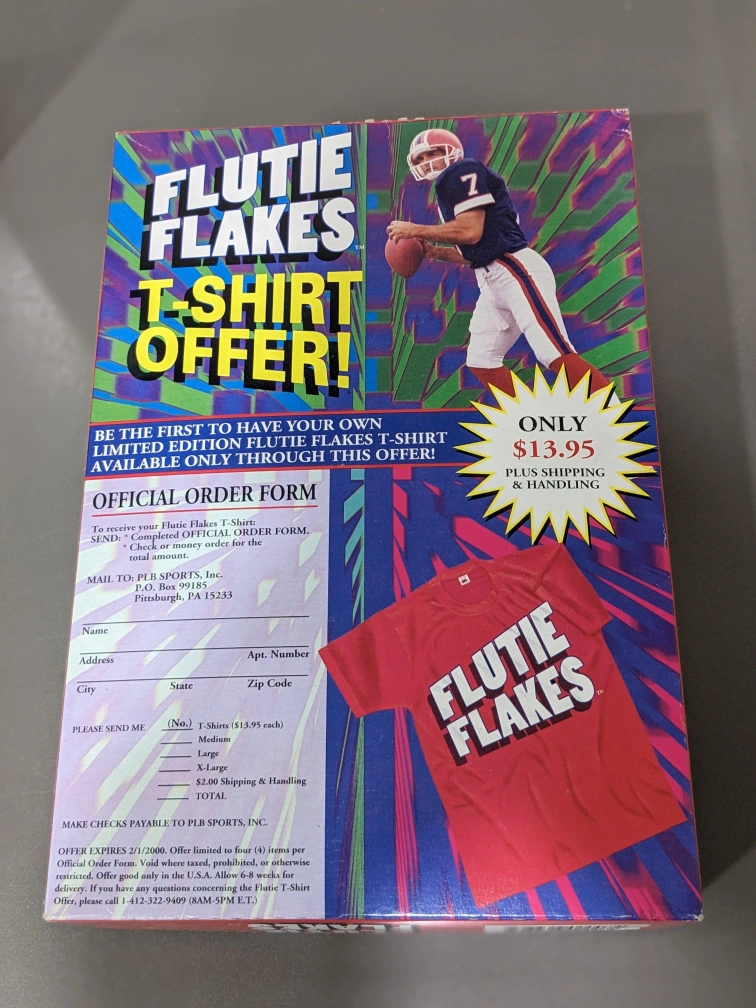 FLUTIE
FLAKES™
T-SHIRT
OFFER!
7
BE THE FIRST TO HAVE YOUR OWN
LIMITED EDITION FLUTIE FLAKES T-SHIRT
AVAILABLE ONLY THROUGH THIS OFFER!
ONLY
$13.95
PLUS SHIPPING
& HANDLING
OFFICIAL ORDER FORM
To receive your Flutie Flakes T-Shirt:
SEND: * Completed OFFICIAL ORDER FORM,
* Check or money order for the
total amount.
MAIL TO: PLB SPORTS, Inc.
P.O. Box 99185
Pittsburgh, PA 15233
Name
Address Apt. Number
City State Zip Code
PLEASE SEND ME (No.) T-Shirts ($13.95 each)
Medium
Large
X-Large
$2.00 Shipping & Handling
TOTAL
MAKE CHECKS PAYABLE TO PLB SPORTS, INC.
OFFER EXPIRES 2/1/2000. Offer limited to four (4) items per
Official Order Form. Void where taxed, prohibited, or otherwise
restricted. Offer good only in the U.S.A. Allow 6-8 weeks for
delivery. If you have any questions concerning the Flutie T-Shirt
Offer, please call 1-412-322-9409 (8AM-5PM E.T.)
FLUTIE
FLAKES™
FLAKES